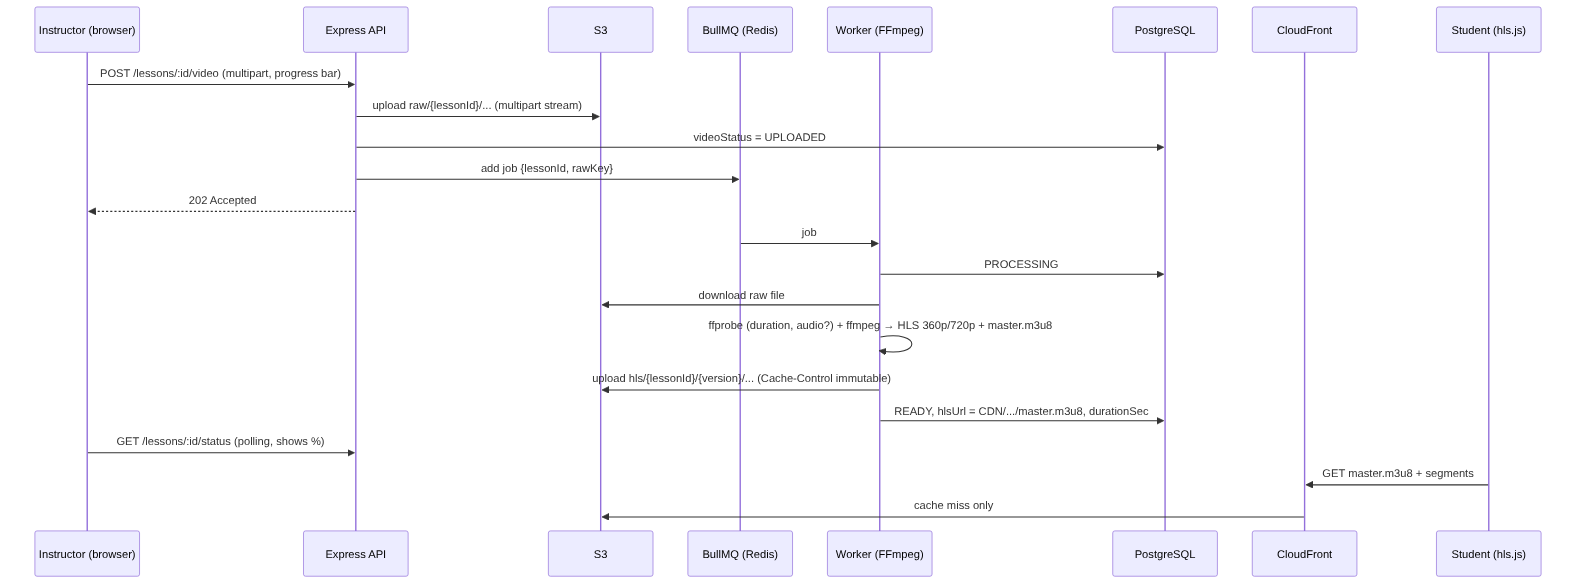 Instructor (browser)
Express API
S3
BullMQ (Redis)
Worker (FFmpeg)
PostgreSQL
CloudFront
Student (hls.js)
POST /lessons/:id/video (multipart, progress bar)
upload raw/{lessonId}/... (multipart stream)
videoStatus = UPLOADED
add job {lessonId, rawKey}
202 Accepted
job
PROCESSING
download raw file
ffprobe (duration, audio?) + ffmpeg → HLS 360p/720p + master.m3u8
upload hls/{lessonId}/{version}/... (Cache-Control immutable)
READY, hlsUrl = CDN/.../master.m3u8, durationSec
GET /lessons/:id/status (polling, shows %)
GET master.m3u8 + segments
cache miss only
Instructor (browser)
Express API
S3
BullMQ (Redis)
Worker (FFmpeg)
PostgreSQL
CloudFront
Student (hls.js)